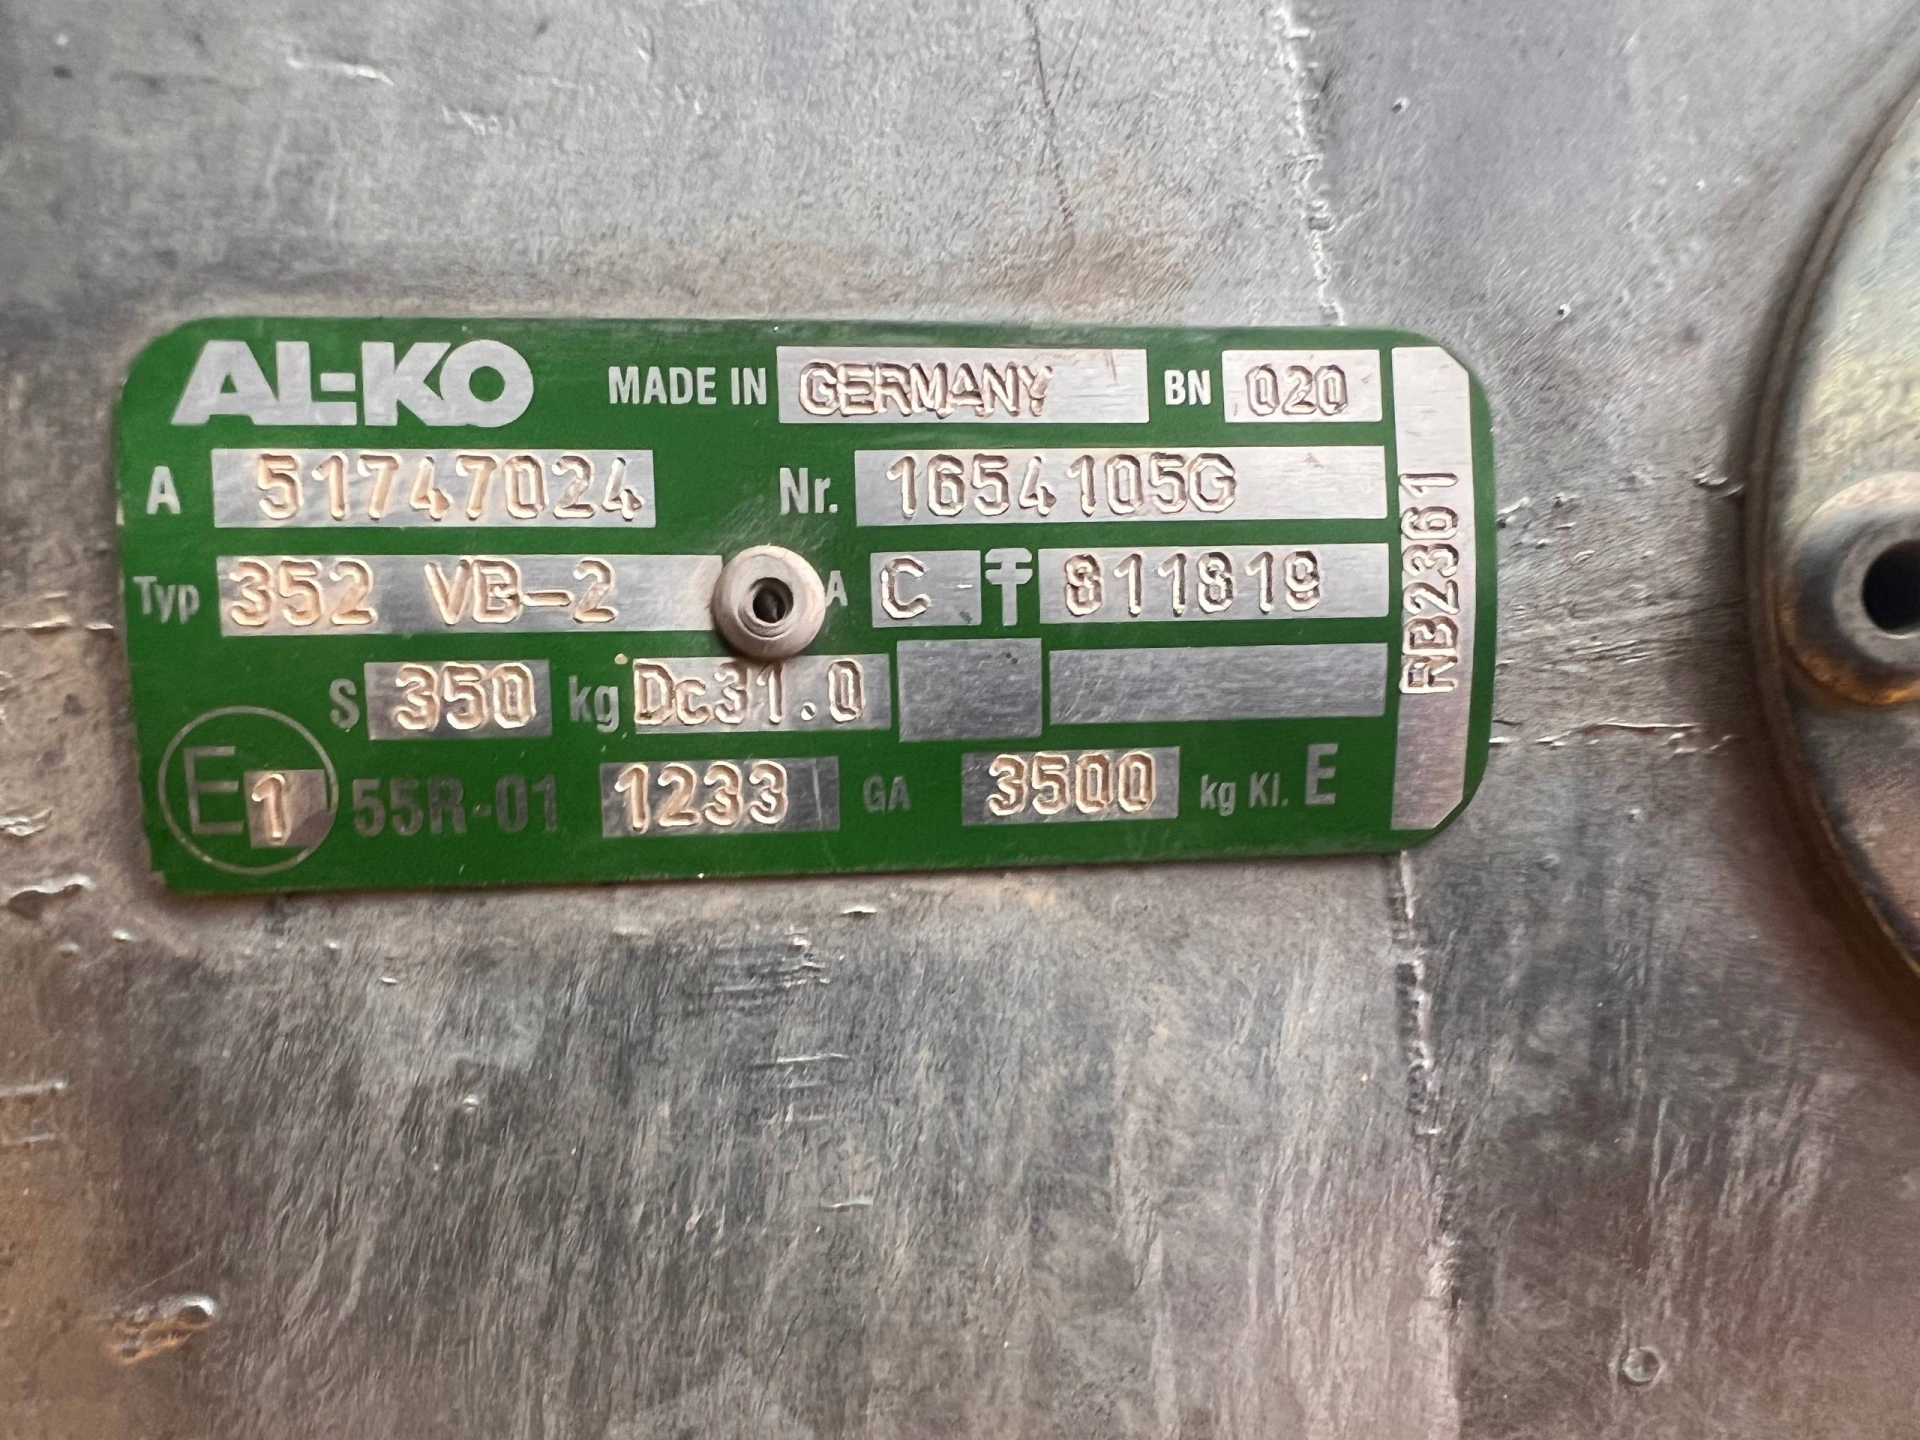 AL-KO MADE IN GERMANY BN 020
A 51747024 Nr. 1654105G
Typ 352 VB-2 A C 811819
S 350 kg Dc31.0
E1 55R-01 1233 GA 3500 kg Kl. E
RB2361